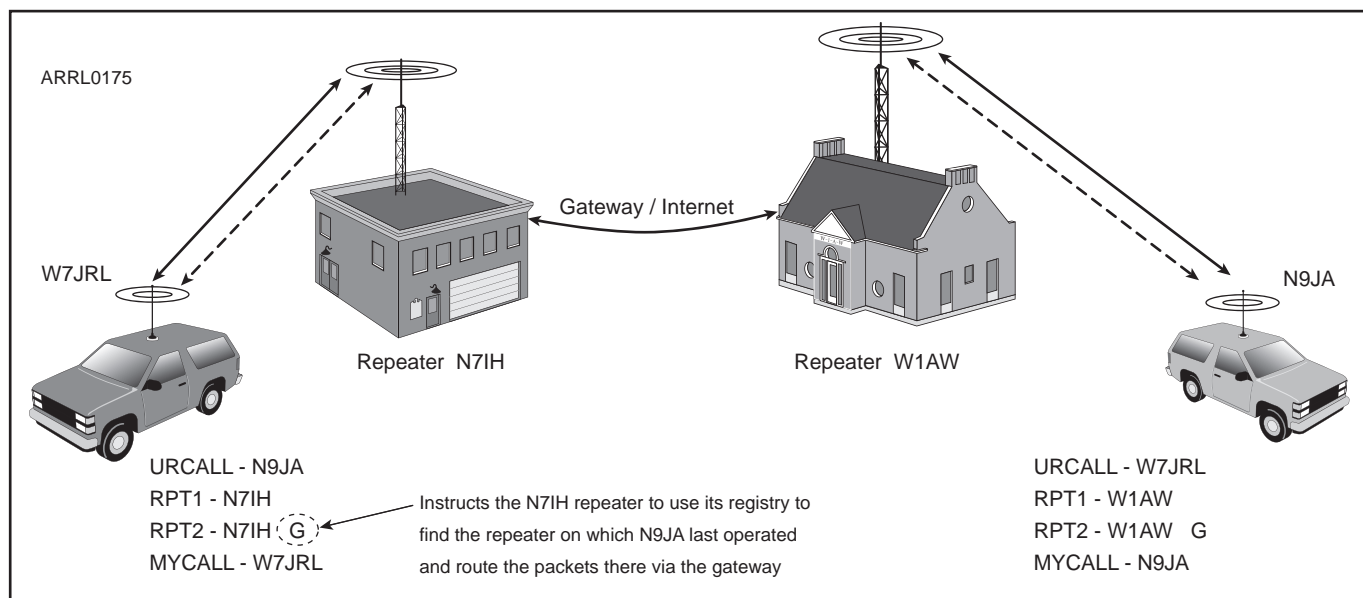 ARRL0175
W7JRL
Gateway / Internet
W1AW
N9JA
Repeater N7IH
Repeater W1AW
URCALL - N9JA
RPT1 - N7IH
RPT2 - N7IH G
MYCALL - W7JRL
Instructs the N7IH repeater to use its registry to
find the repeater on which N9JA last operated
and route the packets there via the gateway
URCALL - W7JRL
RPT1 - W1AW
RPT2 - W1AW G
MYCALL - N9JA